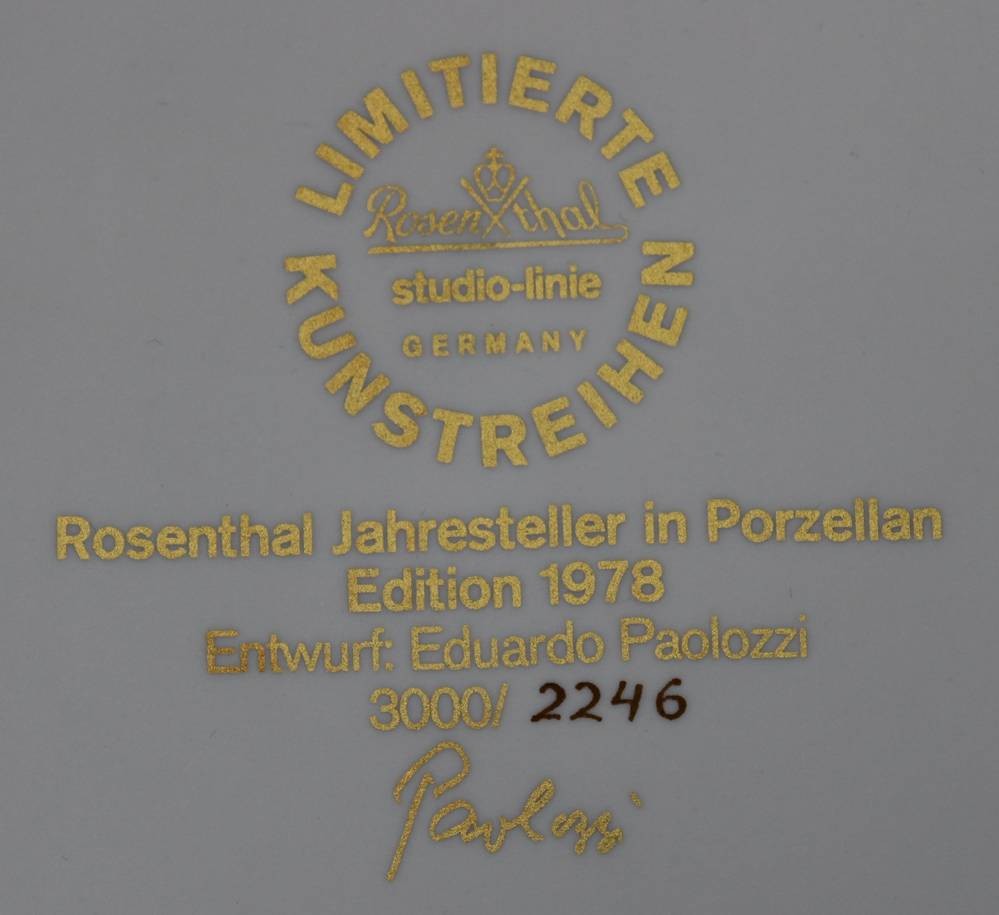 LIMITIERTE
Rosenthal
studio-linie
GERMANY
KUNSTREIHEN
Rosenthal Jahresteller in Porzellan
Edition 1978
Entwurf: Eduardo Paolozzi
3000/ 2246
Paolozzi